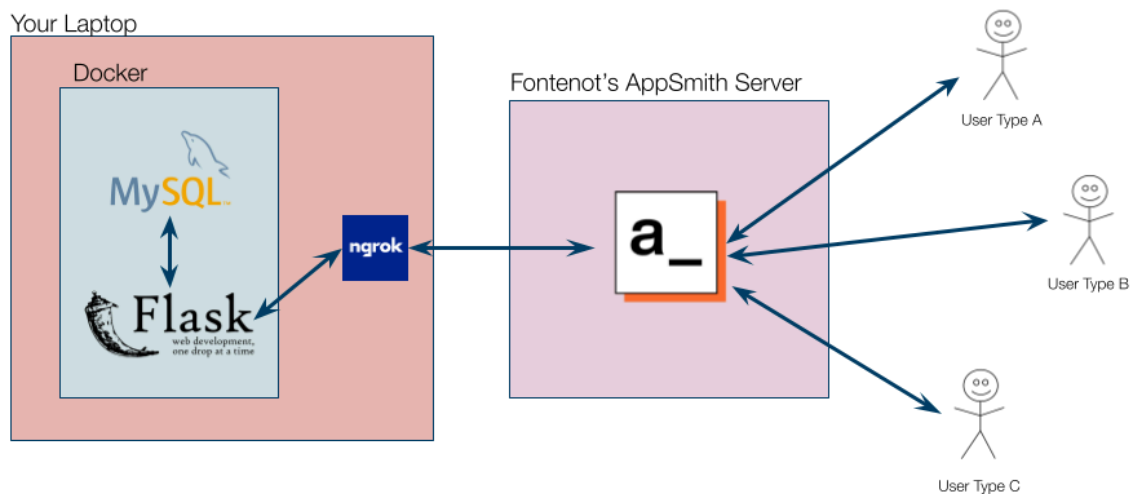 Your Laptop
Docker
MySQL™
Flask
web development,
one drop at a time
ngrok
Fontenot's AppSmith Server
a_
User Type A
User Type B
User Type C